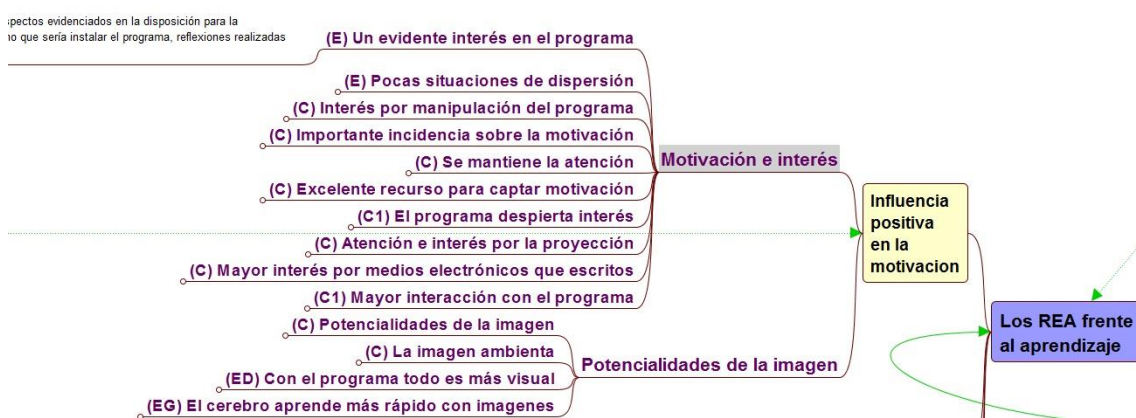 spectos evidenciados en la disposición para la
no que sería instalar el programa, reflexiones realizadas
(E) Un evidente interés en el programa
(E) Pocas situaciones de dispersión
(C) Interés por manipulación del programa
(C) Importante incidencia sobre la motivación
(C) Se mantiene la atención
(C) Excelente recurso para captar motivación
(C1) El programa despierta interés
(C) Atención e interés por la proyección
(C) Mayor interés por medios electrónicos que escritos
(C1) Mayor interacción con el programa
Motivación e interés
(C) Potencialidades de la imagen
(C) La imagen ambienta
(ED) Con el programa todo es más visual
(EG) El cerebro aprende más rápido con imagenes
Potencialidades de la imagen
Influencia
positiva
en la
motivacion
Los REA frente
al aprendizaje